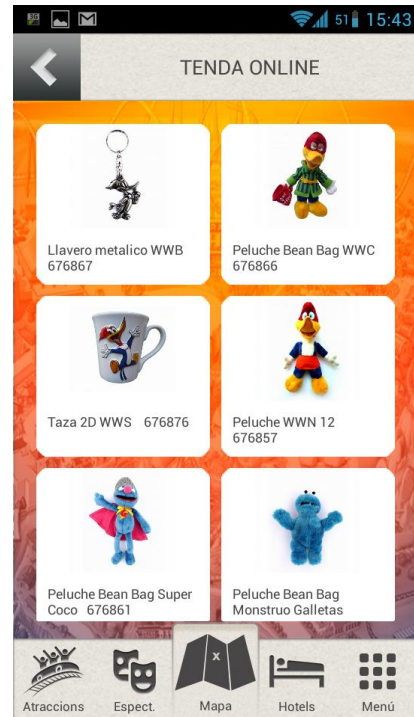 3G 51 15:43
TENDA ONLINE
Llavero metalico WWB
676867
Peluche Bean Bag WWC
676866
Taza 2D WWS 676876
Peluche WWN 12
676857
Peluche Bean Bag Super
Coco 676861
Peluche Bean Bag
Monstruo Galletas
x
Atraccions Espect. Mapa Hotels Menú